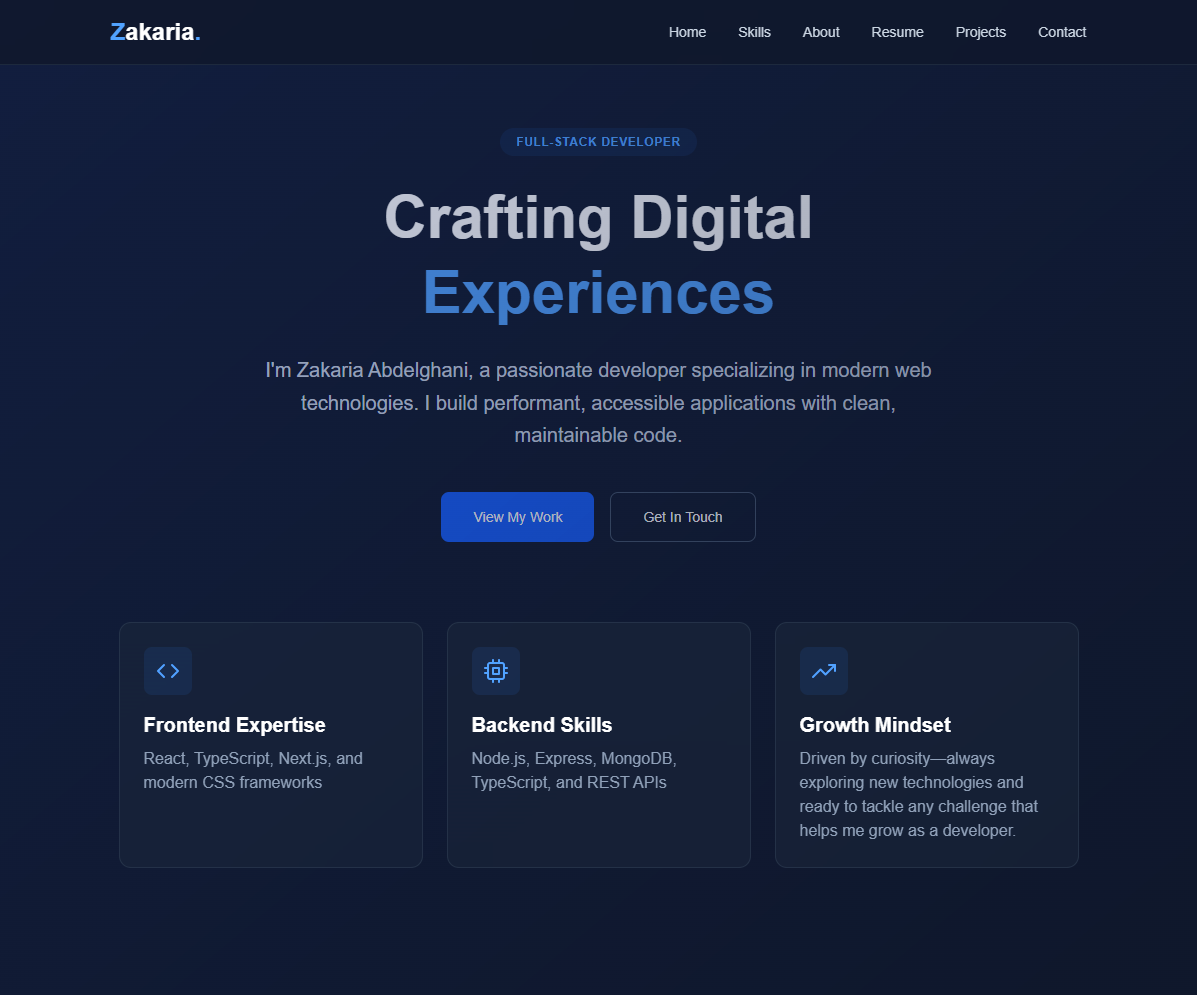 Zakaria.
Home Skills About Resume Projects Contact
FULL-STACK DEVELOPER
Crafting Digital
Experiences
I'm Zakaria Abdelghani, a passionate developer specializing in modern web
technologies. I build performant, accessible applications with clean,
maintainable code.
View My Work
Get In Touch
Frontend Expertise
React, TypeScript, Next.js, and
modern CSS frameworks
Backend Skills
Node.js, Express, MongoDB,
TypeScript, and REST APIs
Growth Mindset
Driven by curiosity—always
exploring new technologies and
ready to tackle any challenge that
helps me grow as a developer.